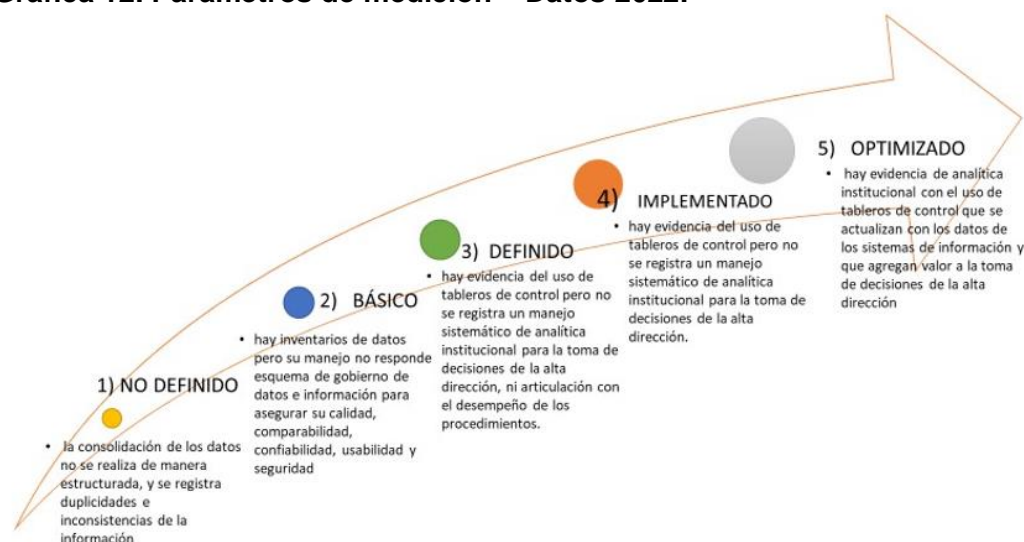 Gráfica 12. Parámetros de medición – Datos 2022.
1) NO DEFINIDO
• la consolidación de los datos
no se realiza de manera
estructurada, y se registra
duplicidades e
inconsistencias de la
información
2) BÁSICO
• hay inventarios de datos
pero su manejo no responde
esquema de gobierno de
datos e información para
asegurar su calidad,
comparabilidad,
confiabilidad, usabilidad y
seguridad
3) DEFINIDO
• hay evidencia del uso de
tableros de control pero no
se registra un manejo
sistemático de analítica
institucional para la toma de
decisiones de la alta
dirección, ni articulación con
el desempeño de los
procedimientos.
4) IMPLEMENTADO
• hay evidencia del uso de
tableros de control pero no
se registra un manejo
sistemático de analítica
institucional para la toma de
decisiones de la alta
dirección.
5) OPTIMIZADO
• hay evidencia de analítica
institucional con el uso de
tableros de control que se
actualizan con los datos de
los sistemas de información y
que agregan valor a la toma
de decisiones de la alta
dirección